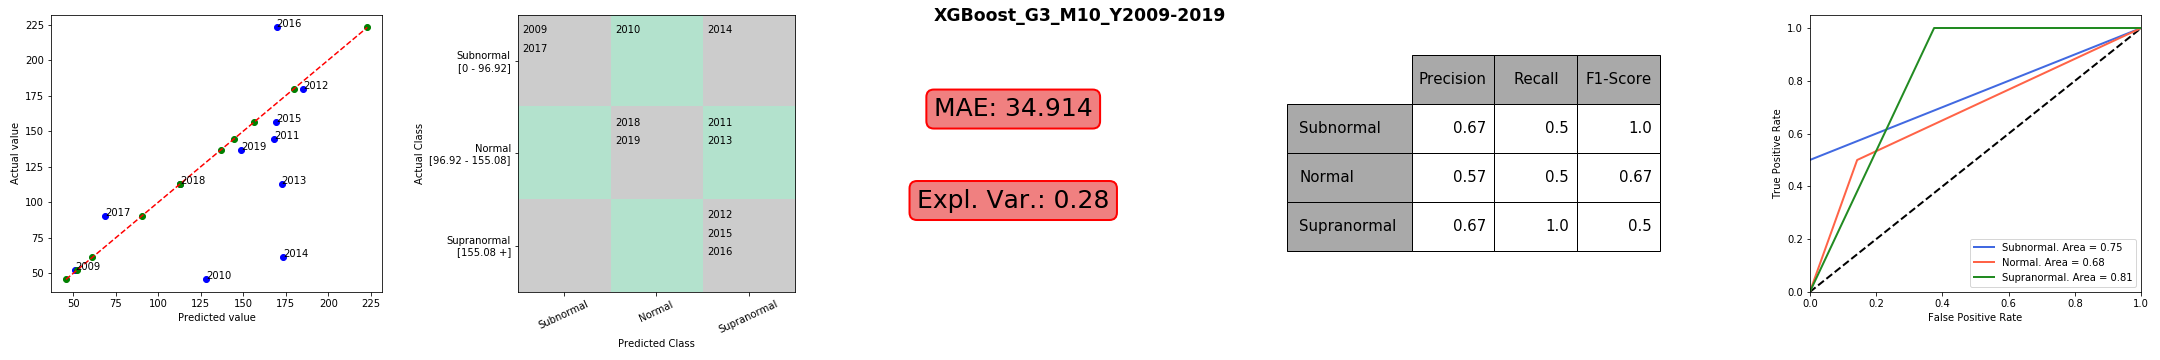 XGBoost_G3_M10_Y2009-2019
225
200
175
150
125
100
75
50
Actual value
50 75 100 125 150 175 200 225
Predicted value
2016
2012
2015
2011
2019
2013
2018
2017
2014
2009
2010
Actual Class
Subnormal
[0 - 96.92]
Normal
[96.92 - 155.08]
Supranormal
[155.08 +]
2009 2010 2014
2017
2018 2011
2019 2013
2012
2015
2016
Subnormal Normal Supranormal
Predicted Class
MAE: 34.914
Expl. Var.: 0.28
Precision Recall F1-Score
Subnormal 0.67 0.5 1.0
Normal 0.57 0.5 0.67
Supranormal 0.67 1.0 0.5
True Positive Rate
1.0
0.8
0.6
0.4
0.2
0.0
0.0 0.2 0.4 0.6 0.8 1.0
False Positive Rate
Subnormal. Area = 0.75
Normal. Area = 0.68
Supranormal. Area = 0.81